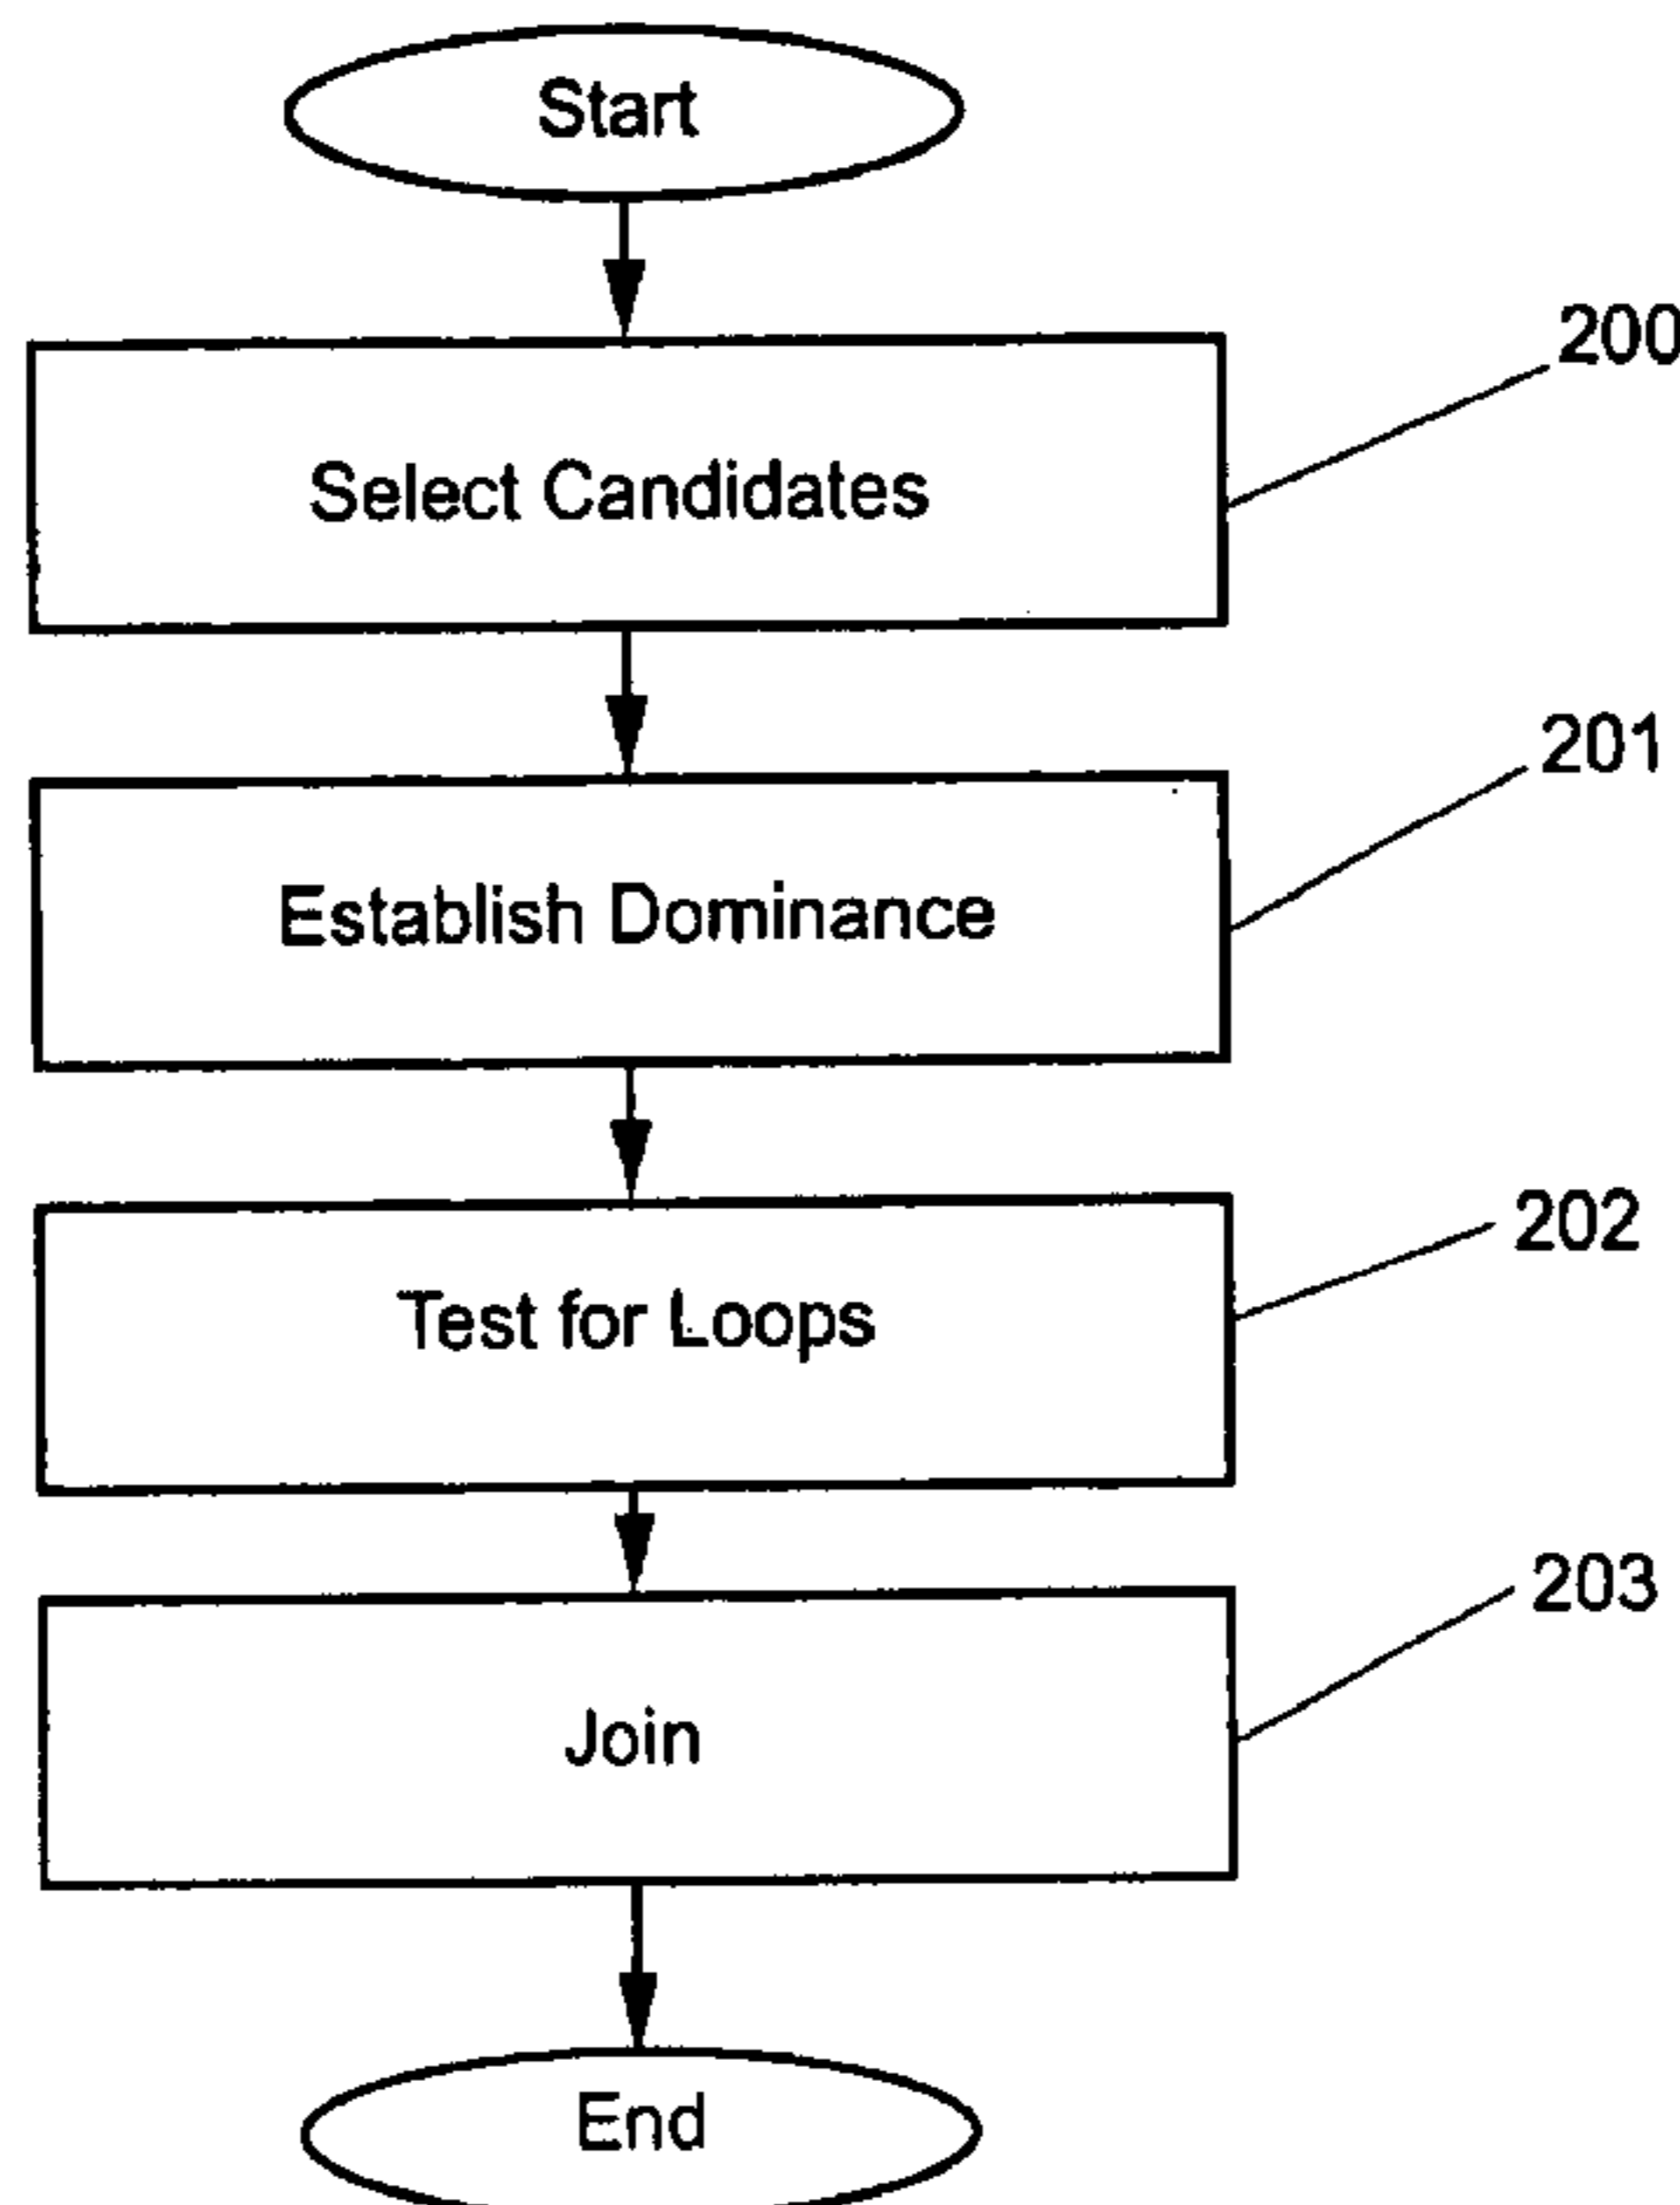 Start
200
Select Candidates
201
Establish Dominance
202
Test for Loops
203
Join
End